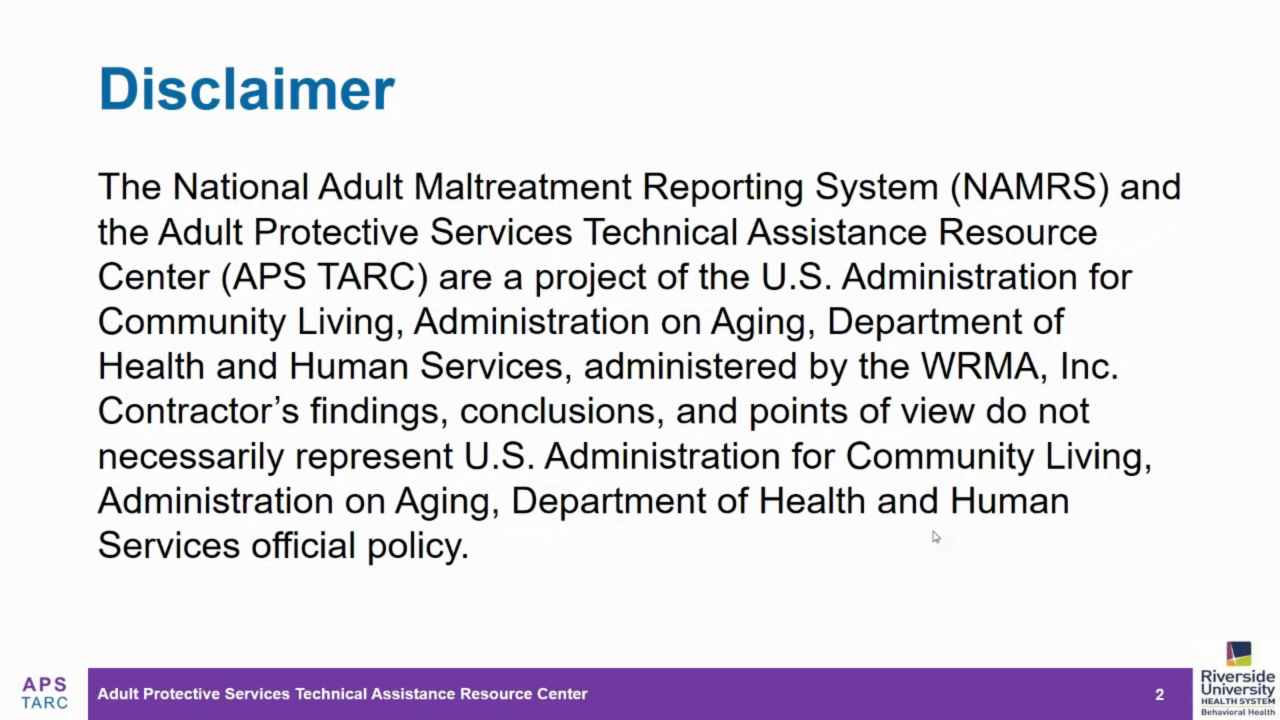 Disclaimer
The National Adult Maltreatment Reporting System (NAMRS) and
the Adult Protective Services Technical Assistance Resource
Center (APS TARC) are a project of the U.S. Administration for
Community Living, Administration on Aging, Department of
Health and Human Services, administered by the WRMA, Inc.
Contractor’s findings, conclusions, and points of view do not
necessarily represent U.S. Administration for Community Living,
Administration on Aging, Department of Health and Human
Services official policy.
APS
TARC
Adult Protective Services Technical Assistance Resource Center
2
Riverside
University
HEALTH SYSTEM
Behavioral Health